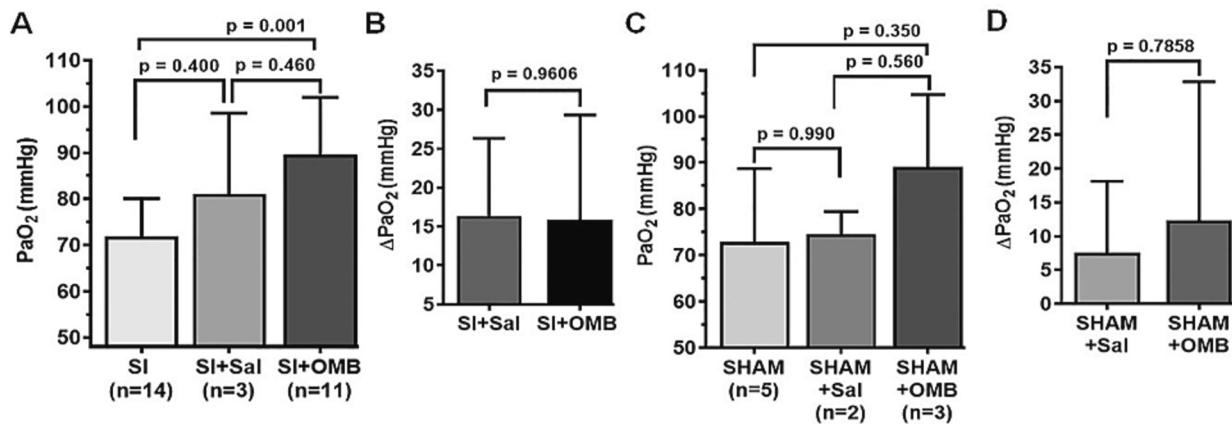 A
p = 0.001
p = 0.400
p = 0.460
110
100
90
80
70
60
50
PaO₂ (mmHg)
SI
(n=14)
SI+Sal
(n=3)
SI+OMB
(n=11)
B
p = 0.9606
35
30
25
20
15
10
5
ΔPaO₂ (mmHg)
SI+Sal
SI+OMB
C
p = 0.350
p = 0.560
p = 0.990
110
100
90
80
75
60
50
PaO₂ (mmHg)
SHAM
(n=5)
SHAM
+Sal
(n=2)
SHAM
+OMB
(n=3)
D
p = 0.7858
35
30
25
20
15
10
5
0
ΔPaO₂ (mmHg)
SHAM
+Sal
SHAM
+OMB